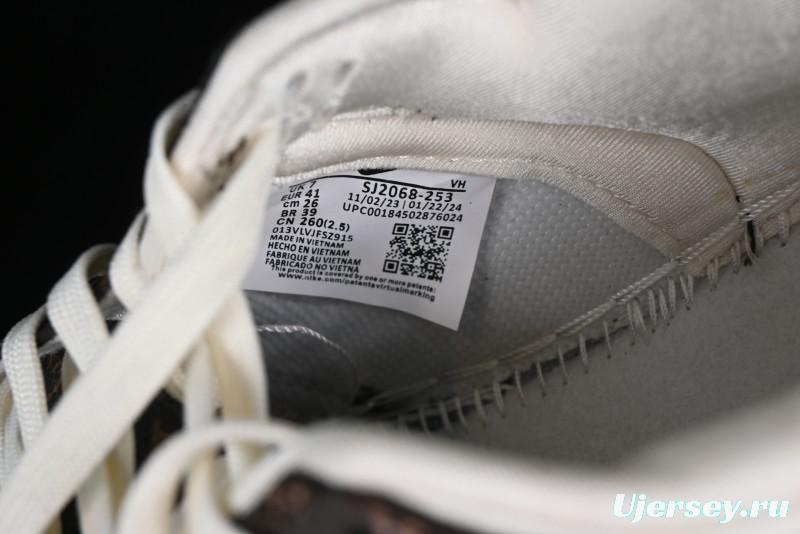 VH
UK 7
EUR 41
cm 26
BR 39
CN 260(2.5)
SJ2068-253
11/02/23 | 01/22/24
UPC00184502876024
013VLVJFSZ915
MADE IN VIETNAM
HECHO EN VIETNAM
FABRIQUE AU VIETNAM
FABRICADO NO VIETNA
This product is covered by one or more patents:
www.nike.com/patentsvirtualmarking
Ujersey.ru